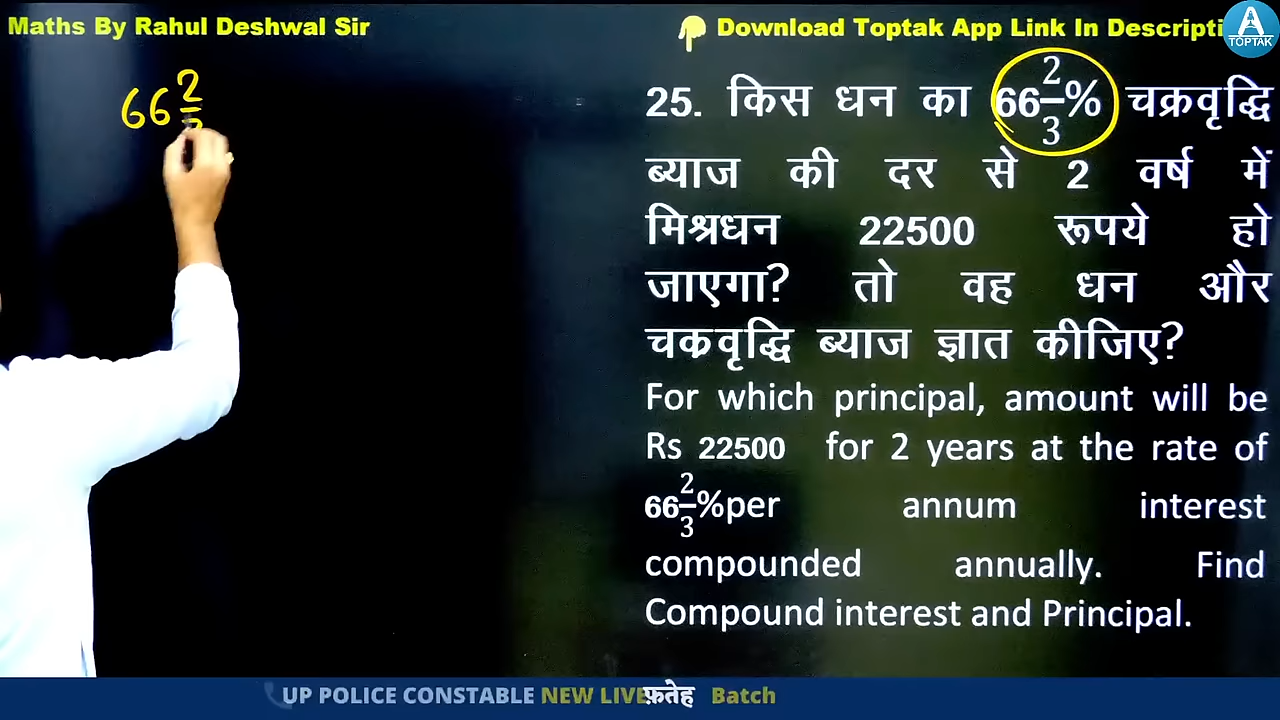 Maths By Rahul Deshwal Sir
Download Toptak App Link In Descripti
TOPTAK
66 2
25. किस धन का 66 2/3% चक्रवृद्धि
ब्याज की दर से 2 वर्ष में
मिश्रधन 22500 रूपये हो
जाएगा? तो वह धन और
चक्रवृद्धि ब्याज ज्ञात कीजिए?
For which principal, amount will be
Rs 22500 for 2 years at the rate of
66 2/3%per annum interest
compounded annually. Find
Compound interest and Principal.
UP POLICE CONSTABLE NEW LIVE फ़तेह Batch